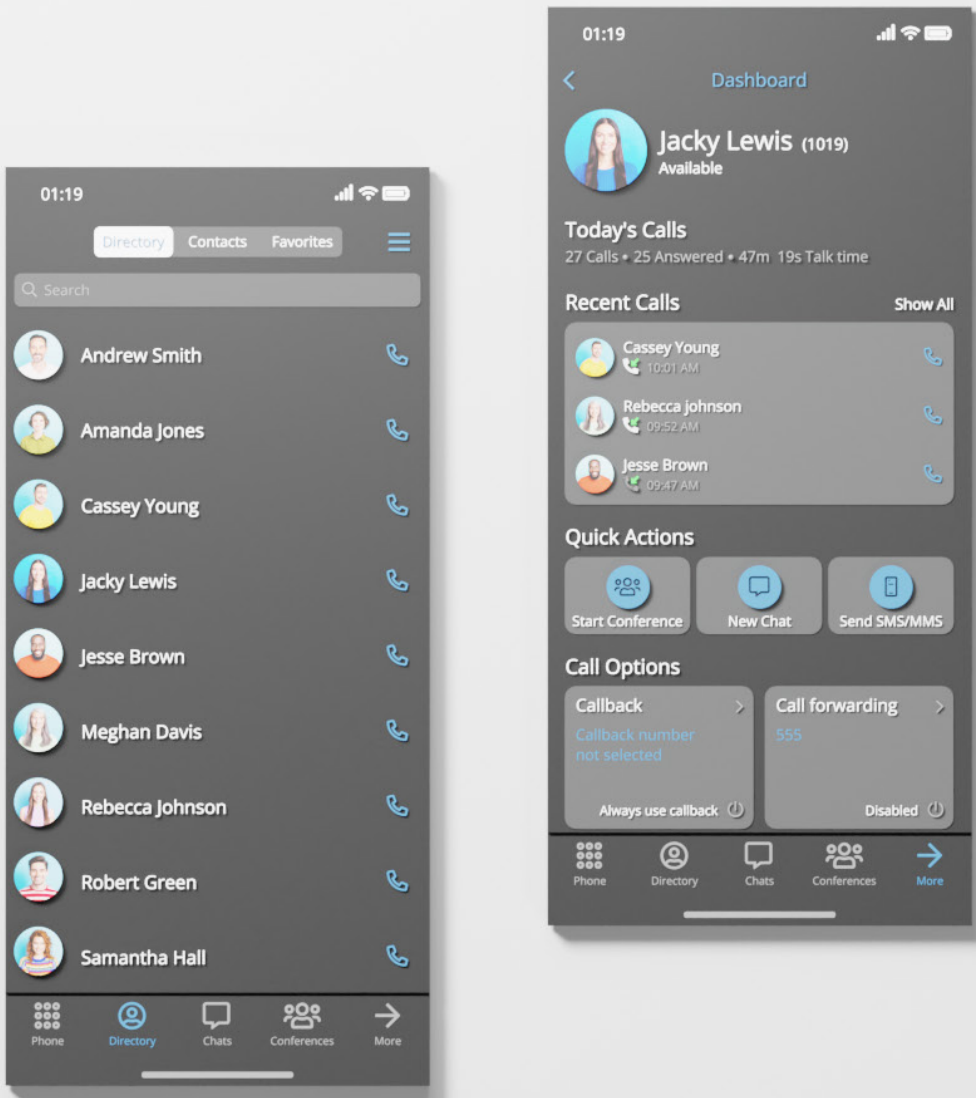 01:19
Directory Contacts Favorites
Search
Andrew Smith
Amanda Jones
Cassey Young
Jacky Lewis
Jesse Brown
Meghan Davis
Rebecca Johnson
Robert Green
Samantha Hall
Phone Directory Chats Conferences More
01:19
Dashboard
Jacky Lewis (1019)
Available
Today's Calls
27 Calls • 25 Answered • 47m 19s Talk time
Recent Calls Show All
Cassey Young
10:01 AM
Rebecca johnson
09:52 AM
Jesse Brown
09:47 AM
Quick Actions
Start Conference New Chat Send SMS/MMS
Call Options
Callback Call forwarding
Callback number 555
not selected
Always use callback Disabled
Phone Directory Chats Conferences More